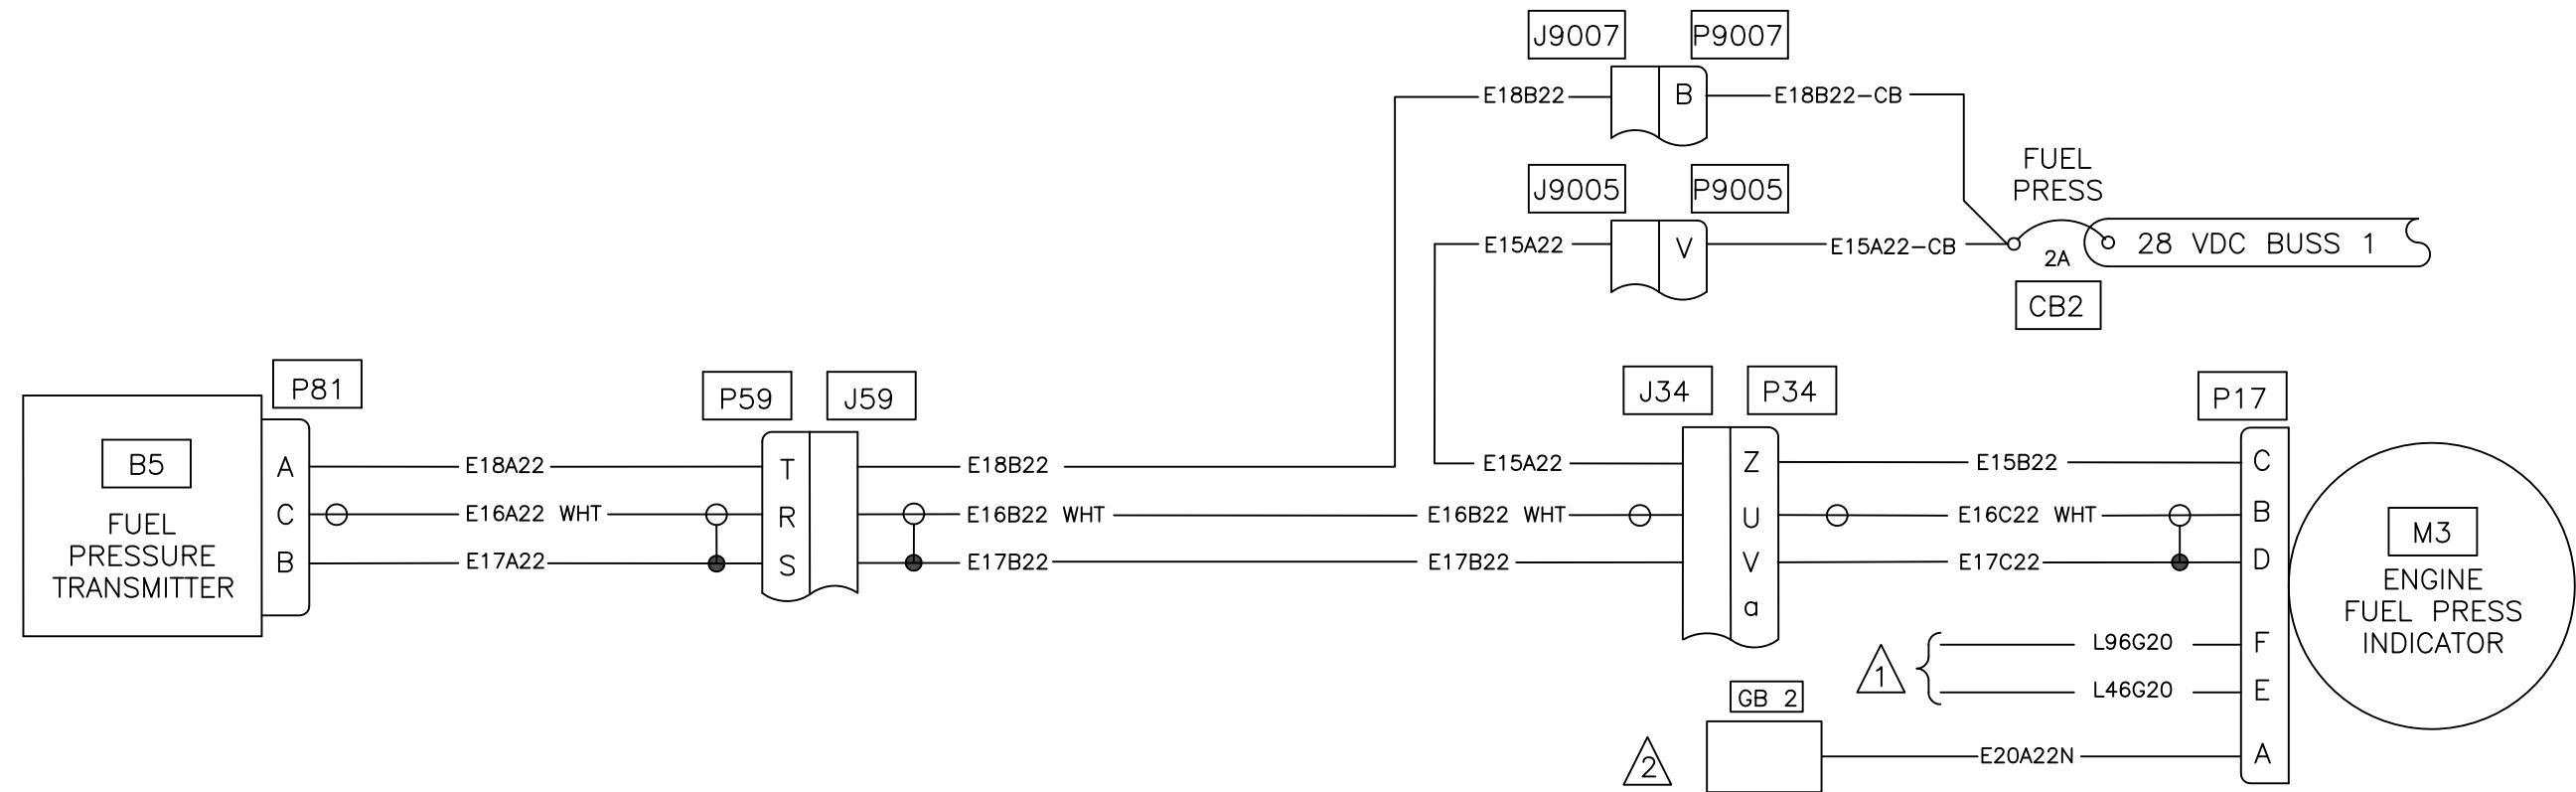 J9007 P9007
E18B22 B E18B22-CB
FUEL
PRESS
J9005 P9005
E15A22 V E15A22-CB
2A
28 VDC BUSS 1
CB2
P81
P59 J59
J34 P34
P17
B5
FUEL
PRESSURE
TRANSMITTER
A E18A22 T E18B22
E15A22 Z E15B22 C
C E16A22 WHT R E16B22 WHT E16B22 WHT U E16C22 WHT B
B E17A22 S E17B22 E17B22 V E17C22 D
a
M3
ENGINE
FUEL PRESS
INDICATOR
1 L96G20 F
L46G20 E
GB 2
2 E20A22N A